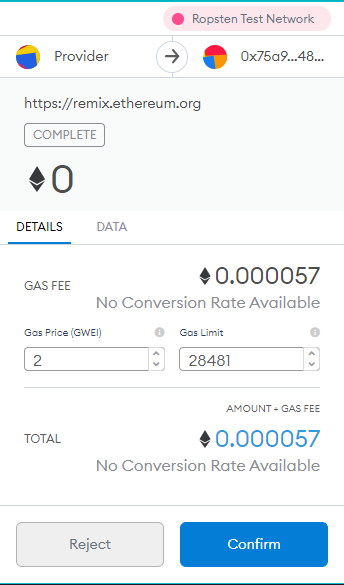 Ropsten Test Network
Provider
0x75a9...48...
https://remix.ethereum.org
COMPLETE
0
DETAILS DATA
GAS FEE
0.000057
No Conversion Rate Available
Gas Price (GWEI) Gas Limit
2 28481
AMOUNT + GAS FEE
TOTAL
0.000057
No Conversion Rate Available
Reject Confirm